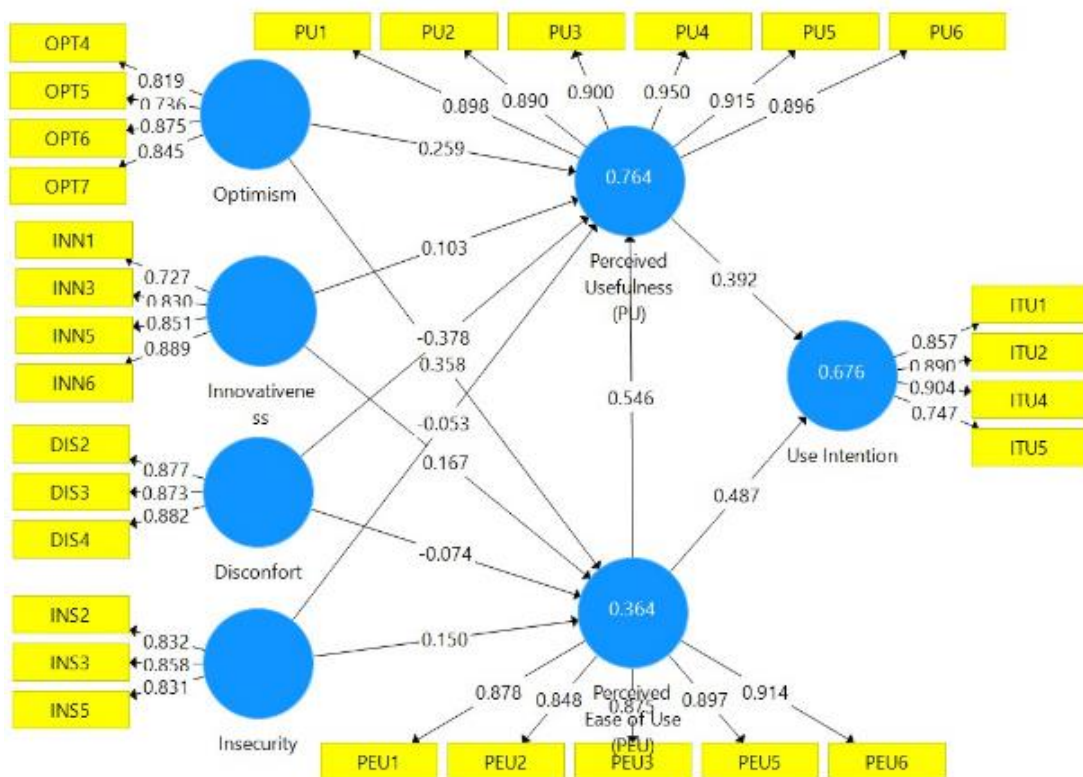 PU1
PU2
PU3
PU4
PU5
PU6
OPT4
OPT5
OPT6
OPT7
0.819
0.736
0.875
0.845
0.898
0.890
0.900
0.950
0.915
0.896
Optimism
0.259
0.764
Perceived
Usefulness
(PU)
INN1
INN3
INN5
INN6
0.727
0.830
0.851
0.889
Innovativene
ss
0.103
0.392
-0.378
0.358
ITU1
ITU2
ITU4
ITU5
0.857
0.890
0.904
0.747
0.676
Use Intention
0.546
-0.053
0.167
0.487
DIS2
DIS3
DIS4
0.877
0.873
0.882
Disconfort
-0.074
INS2
INS3
INS5
0.832
0.858
0.831
Insecurity
0.150
0.364
Perceived
Ease of Use
(PEU)
0.878
0.848
0.875
0.897
0.914
PEU1
PEU2
PEU3
PEU5
PEU6